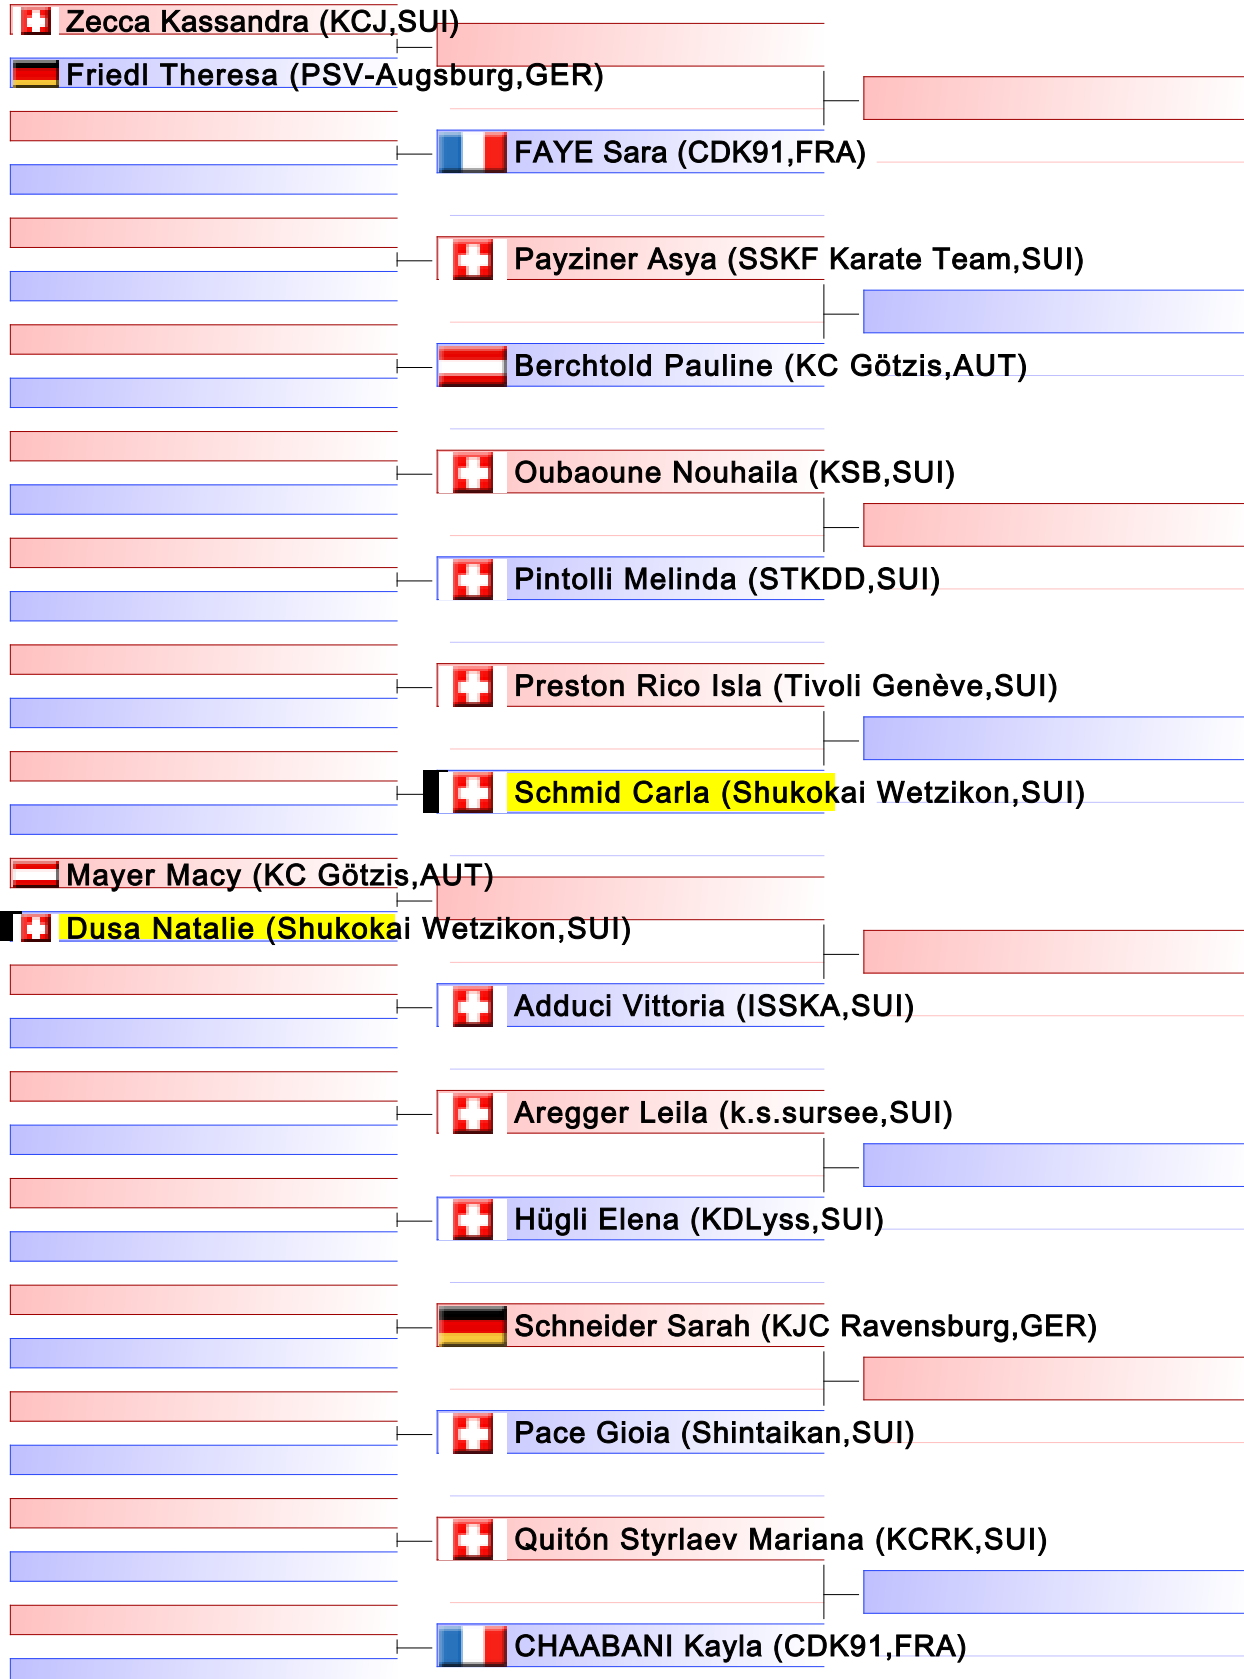 Zecca Kassandra (KCJ,SUI)
Friedl Theresa (PSV-Augsburg,GER)
FAYE Sara (CDK91,FRA)
Payziner Asya (SSKF Karate Team,SUI)
Berchtold Pauline (KC Götzis,AUT)
Oubaoune Nouhaila (KSB,SUI)
Pintolli Melinda (STKDD,SUI)
Preston Rico Isla (Tivoli Genève,SUI)
Schmid Carla (Shukokai Wetzikon,SUI)
Mayer Macy (KC Götzis,AUT)
Dusa Natalie (Shukokai Wetzikon,SUI)
Adduci Vittoria (ISSKA,SUI)
Aregger Leila (k.s.sursee,SUI)
Hügli Elena (KDLyss,SUI)
Schneider Sarah (KJC Ravensburg,GER)
Pace Gioia (Shintaikan,SUI)
Quitón Styrlaev Mariana (KCRK,SUI)
CHAABANI Kayla (CDK91,FRA)